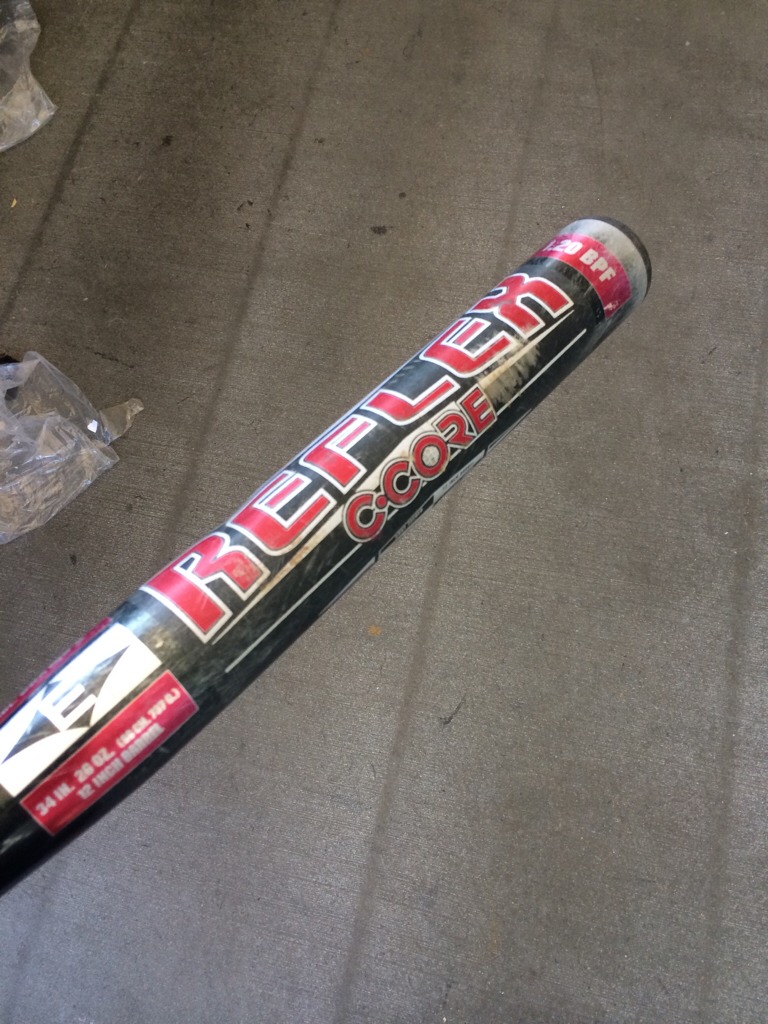 1.20 BPF
REFLEX
C·CORE
E
34 IN. 28 OZ.
12 INCH BARREL